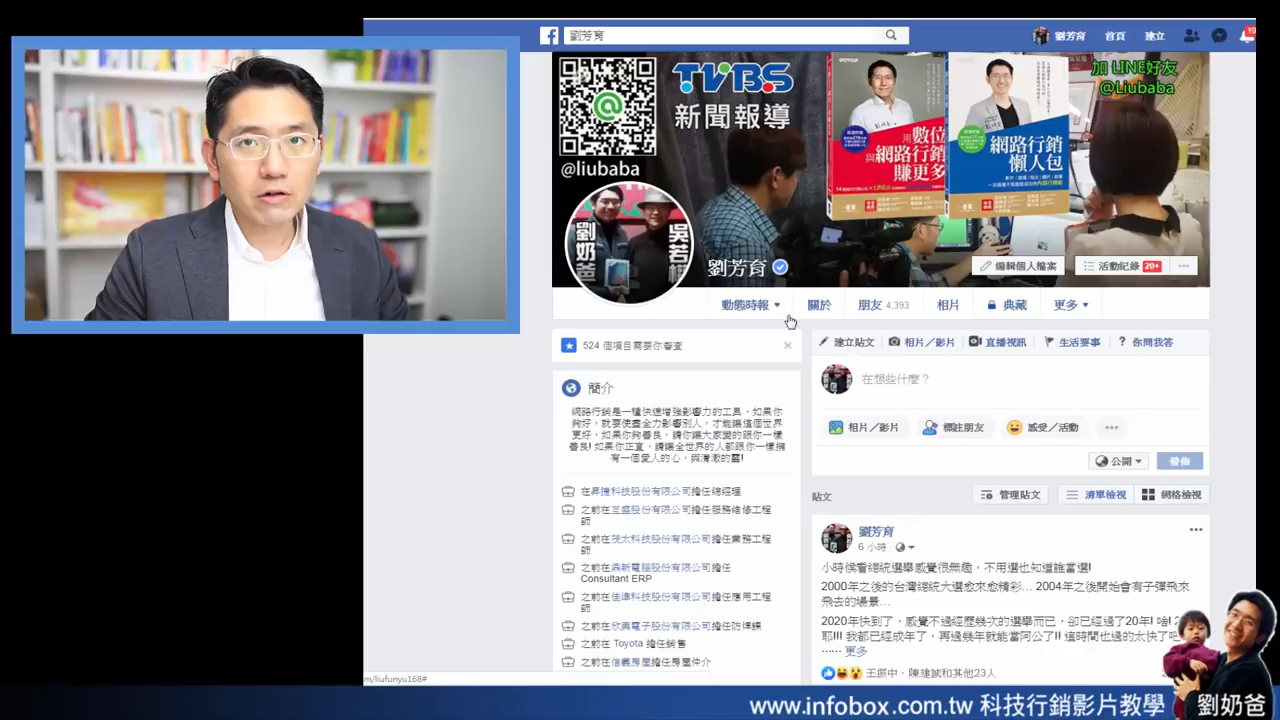 劉芳育
劉芳育
首頁
建立
19
@liubaba
TVBS
新聞報導
GOTOP
用數位
與網路行銷
賺更多
網路行銷
懶人包
加 LINE好友
@Liubaba
劉奶爸
吳若權
劉芳育
編輯個人檔案
活動紀錄 20+
動態時報
關於
朋友 4,393
相片
典藏
更多
524 個項目需要你審查
簡介
網路行銷是一種快速增強影響力的工具，如果你
夠好，就要使盡全力影響別人，才能讓這個世界
更好，如果你夠善良，請你讓大家變的跟你一樣
善良! 如果你正直，請讓全世界的人都跟你一樣擁
有一個愛人的心，與清澈的靈!
在昇捷科技股份有限公司擔任總經理
之前在互盛股份有限公司擔任服務維修工程
師
之前在茂太科技股份有限公司擔任業務工程
師
之前在鼎新電腦股份有限公司擔任
Consultant ERP
之前在佳準科技股份有限公司擔任應用工程
師
之前在欣興電子股份有限公司擔任防焊課
之前在 Toyota 擔任銷售
之前在信義房屋擔任房屋仲介
建立貼文
相片／影片
直播視訊
生活要事
你問我答
在想些什麼？
相片／影片
標註朋友
感受／活動
公開
發佈
貼文
管理貼文
清單檢視
網格檢視
劉芳育
6 小時
小時候看總統選舉感覺很無趣，不用選也知道誰當選!
2000年之後的台灣總統大選愈來愈精彩... 2004年之後開始會有子彈飛來
飛去的場景...
2020年快到了，感覺不過經歷幾次的選舉而已，卻已經過了20年! 啥! 2
耶!!! 我都已經成年了，再過幾年就能當阿公了!! 這時間也過的太快了吧
...... 更多
王振中、陳建誠和其他23人
m/liufunyu168#
www.infobox.com.tw 科技行銷影片教學
劉奶爸